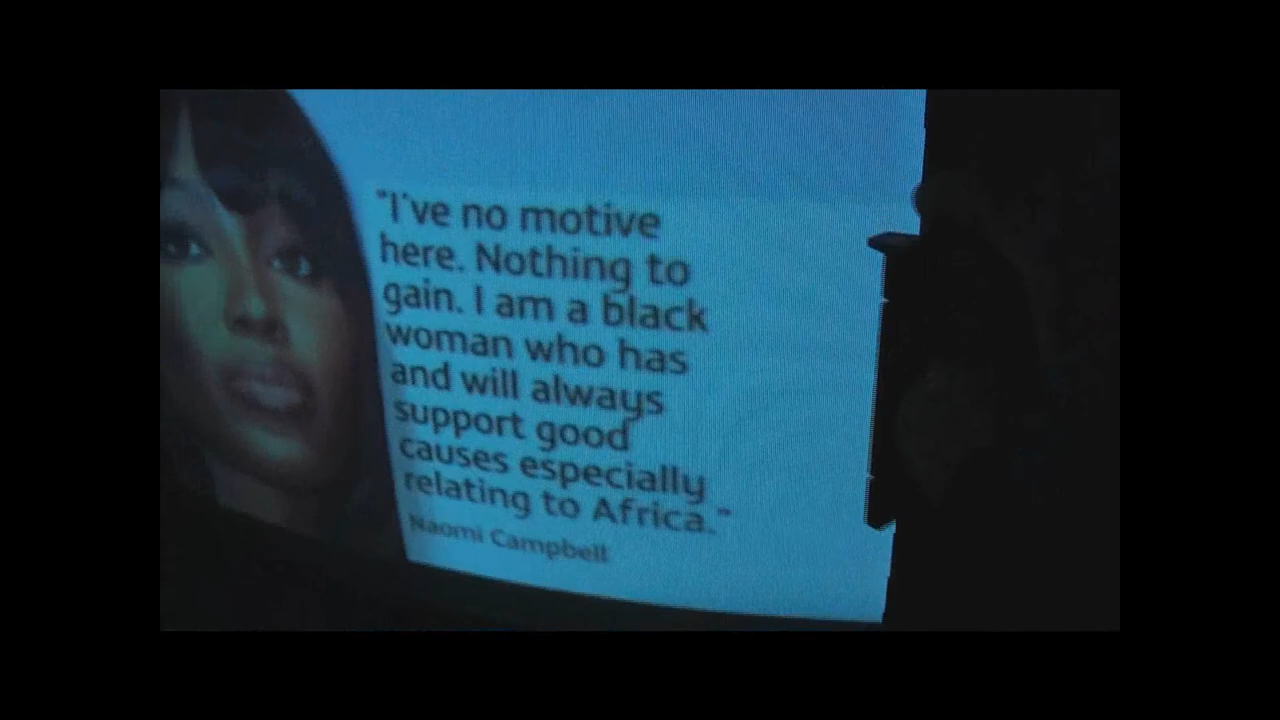 "I've no motive
here. Nothing to
gain. I am a black
woman who has
and will always
support good
causes especially
relating to Africa."
Naomi Campbell